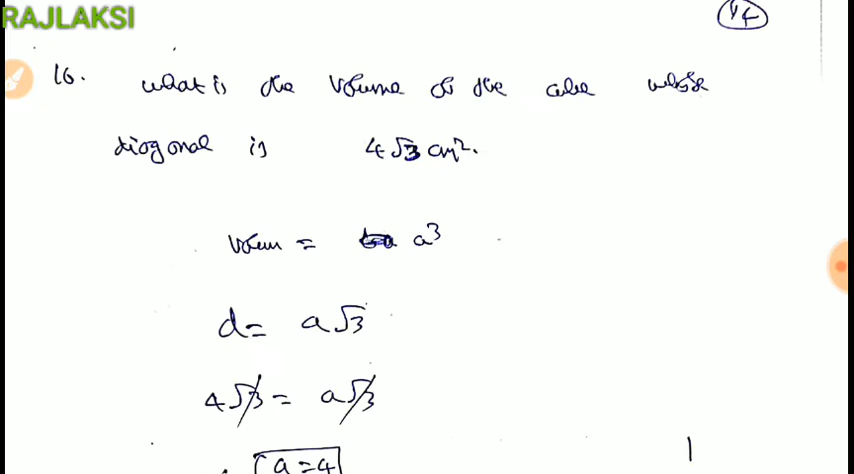 RAJLAKSI
14
16. what is the volume of the cube whose
diagonal is 4√3 cm².
volum = a³
d = a√3
4√3 = a√3
a = 4